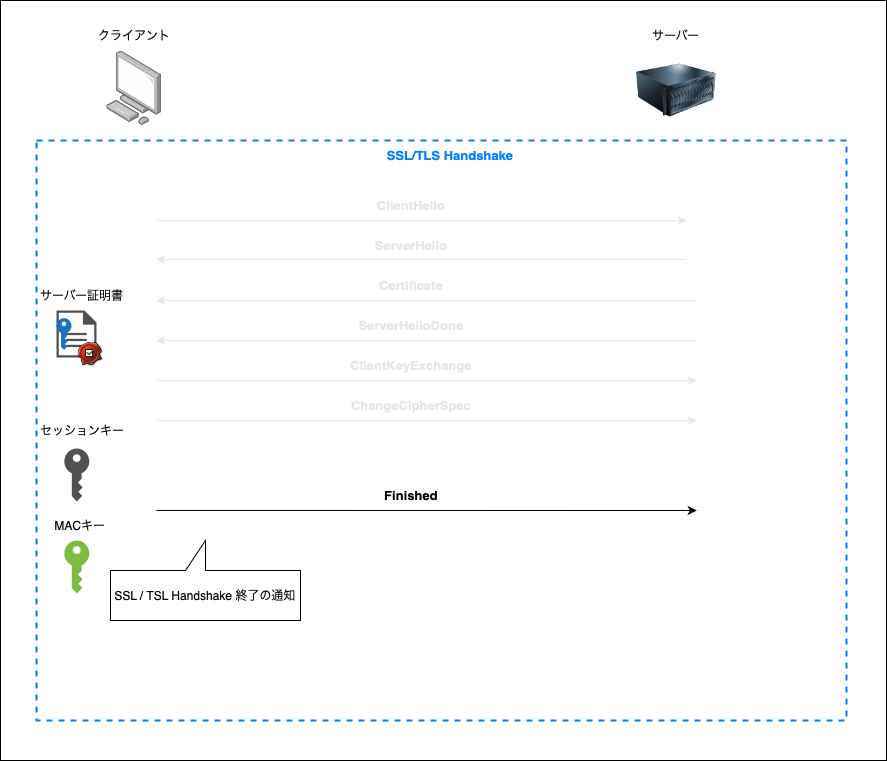 クライアント
サーバー
SSL/TLS Handshake
ClientHello
ServerHello
Certificate
サーバー証明書
ServerHelloDone
ClientKeyExchange
ChangeCipherSpec
セッションキー
Finished
MACキー
SSL / TSL Handshake 終了の通知